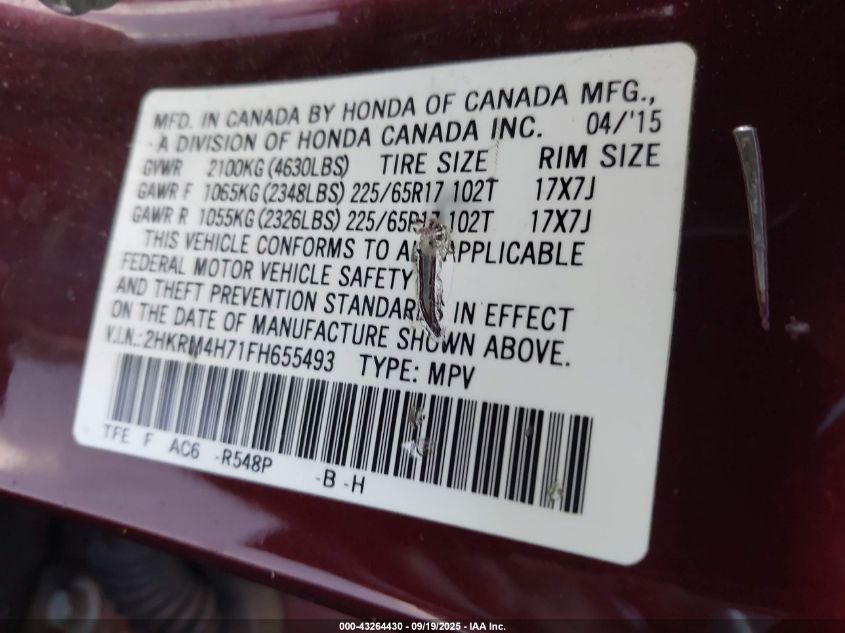 MFD. IN CANADA BY HONDA OF CANADA MFG.,
A DIVISION OF HONDA CANADA INC. 04/'15
GVWR 2100KG (4630LBS) TIRE SIZE RIM SIZE
GAWR F 1065KG (2348LBS) 225/65R17 102T 17X7J
GAWR R 1055KG (2326LBS) 225/65R17 102T 17X7J
THIS VEHICLE CONFORMS TO APPLICABLE
FEDERAL MOTOR VEHICLE SAFETY
AND THEFT PREVENTION STANDARDS IN EFFECT
ON THE DATE OF MANUFACTURE SHOWN ABOVE.
V.I.N.: 2HKRM4H71FH655493 TYPE: MPV
TFE F AC6 -R548P -B -H
000-43264430 - 09/19/2025 - IAA Inc.